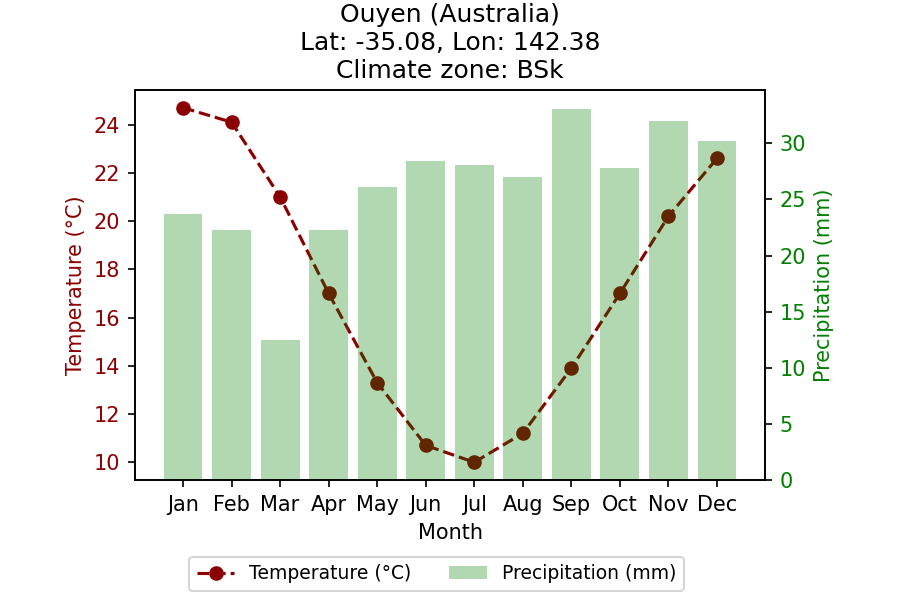 Ouyen (Australia)
Lat: -35.08, Lon: 142.38
Climate zone: BSk
24
22
20
18
16
14
12
10
Temperature (°C)
30
25
20
15
10
5
0
Precipitation (mm)
Jan Feb Mar Apr May Jun Jul Aug Sep Oct Nov Dec
Month
Temperature (°C) Precipitation (mm)